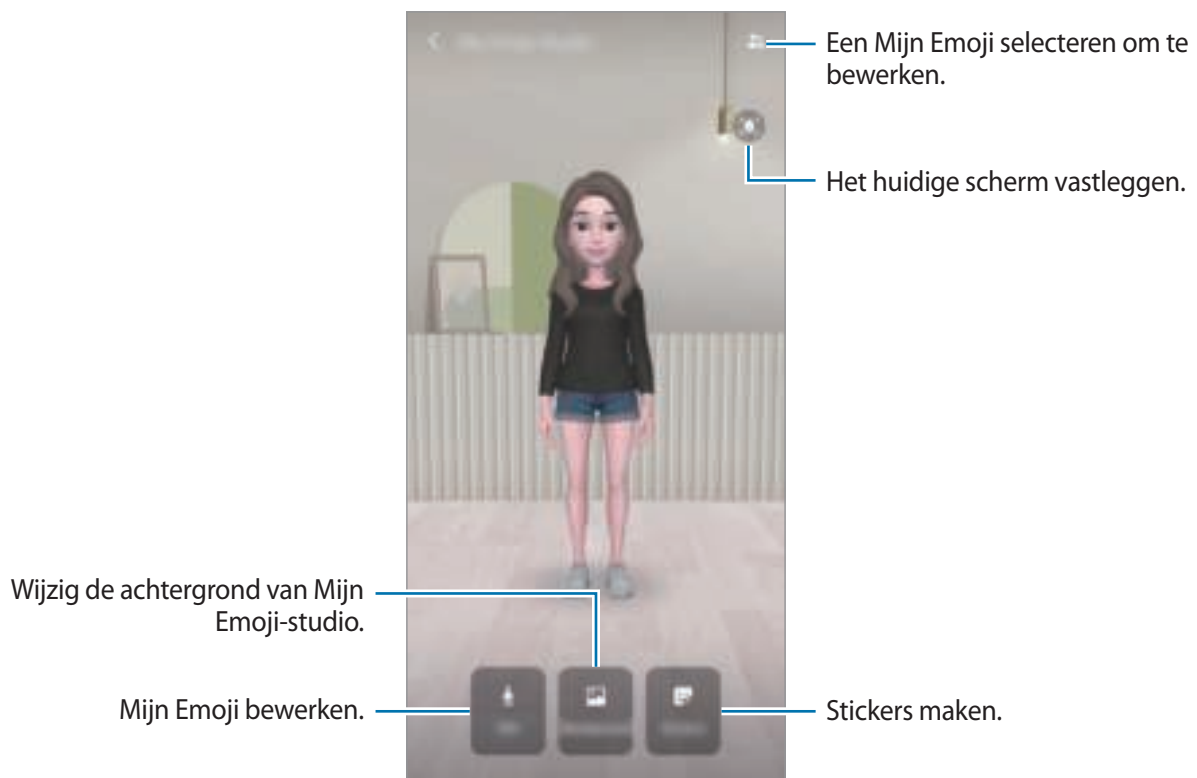 Een Mijn Emoji selecteren om te
bewerken.
Het huidige scherm vastleggen.
Wijzig de achtergrond van Mijn
Emoji-studio.
Mijn Emoji bewerken.
Stickers maken.